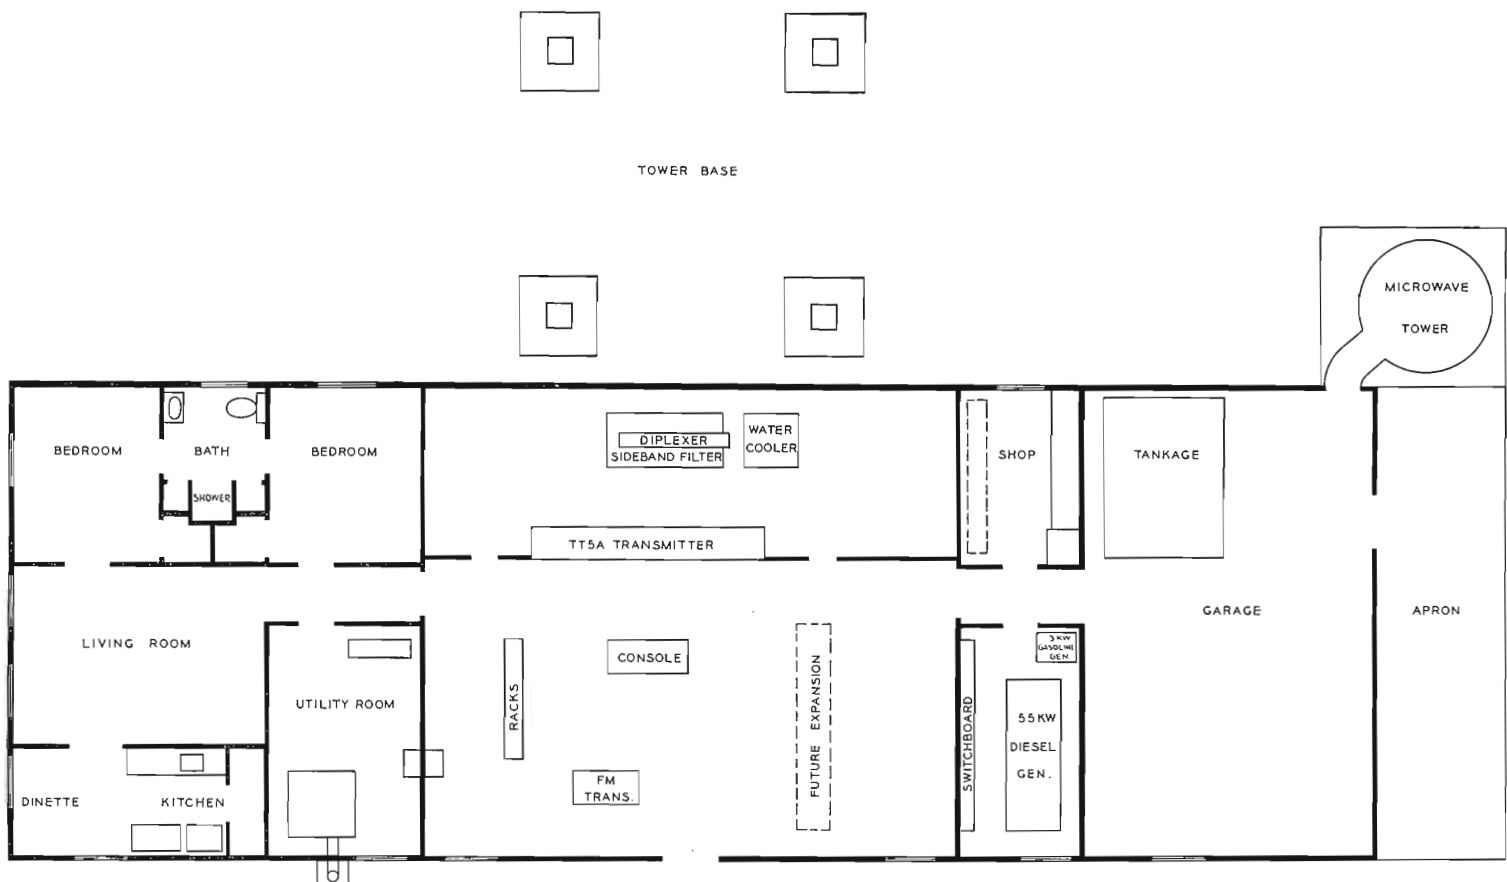 TOWER BASE
MICROWAVE
TOWER
BEDROOM
BATH
BEDROOM
SHOWER
DIPLEXER
SIDEBAND FILTER
WATER
COOLER
SHOP
TANKAGE
TT5A TRANSMITTER
GARAGE
APRON
LIVING ROOM
UTILITY ROOM
RACKS
CONSOLE
FUTURE EXPANSION
3 KW
GASOLINE
GEN.
SWITCHBOARD
55 KW
DIESEL
GEN.
DINETTE
KITCHEN
FM
TRANS.